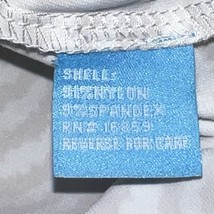 SHELL:
91%NYLON
9%SPANDEX
RN# 16859
REVERSE FOR CARE